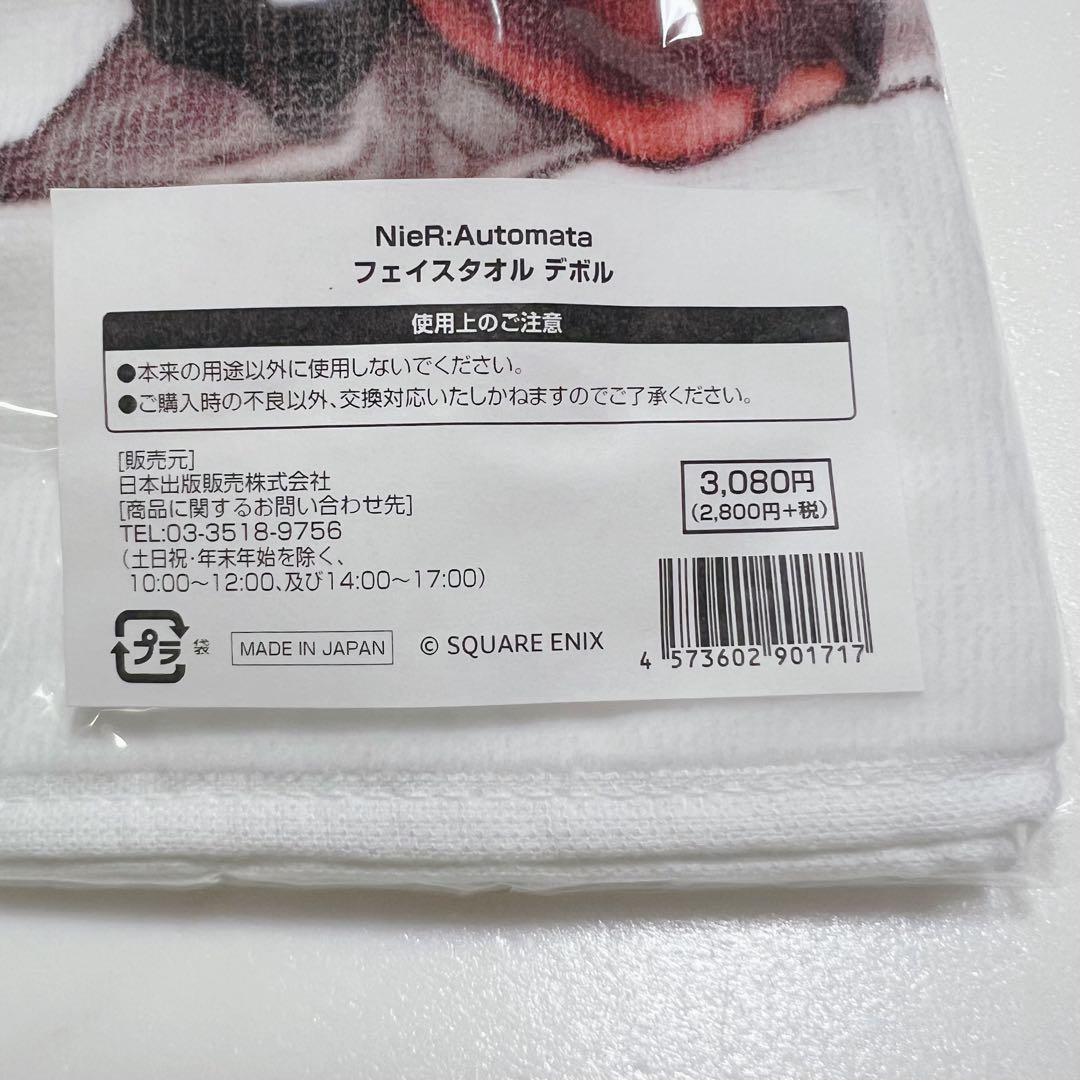 NieR:Automata
フェイスタオル デボル
使用上のご注意
●本来の用途以外に使用しないでください。
●ご購入時の不良以外、交換対応いたしかねますのでご了承ください。
[販売元]
日本出版販売株式会社
[商品に関するお問い合わせ先]
TEL:03-3518-9756
(土日祝・年末年始を除く、
10:00〜12:00、及び14:00〜17:00)
3,080円
(2,800円+税)
プラ 袋
MADE IN JAPAN
© SQUARE ENIX
4 573602 901717